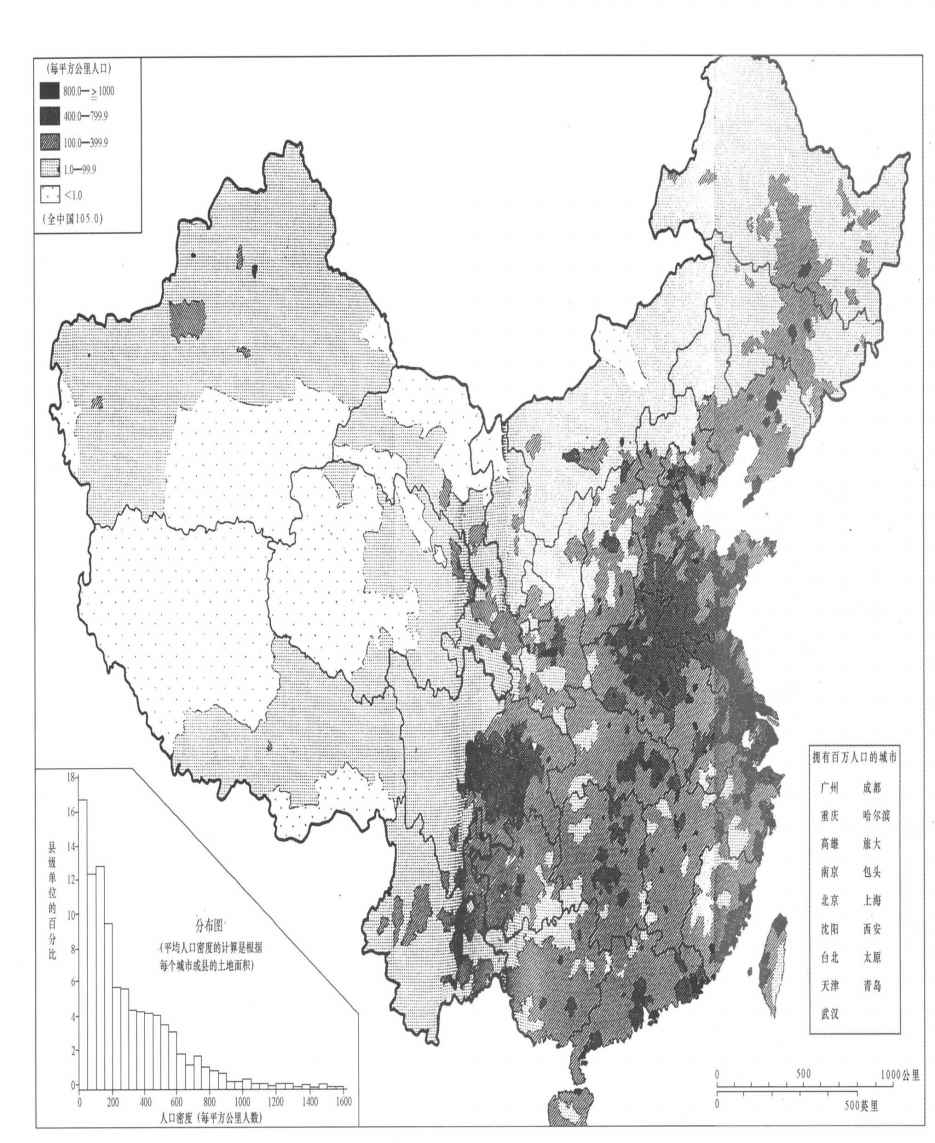 (每平方公里人口)
800.0—≥1000
400.0—799.9
100.0—399.9
1.0—99.9
<1.0
(全中国105.0)
拥有百万人口的城市
广州 成都
重庆 哈尔滨
高雄 旅大
南京 包头
北京 上海
沈阳 西安
台北 太原
天津 青岛
武汉
18
16
14
12
10
8
6
4
2
0
县级单位的百分比
分布图
(平均人口密度的计算是根据
每个城市或县的土地面积)
0 200 400 600 800 1000 1200 1400 1600
人口密度 (每平方公里人数)
0 500 1000公里
0 500英里